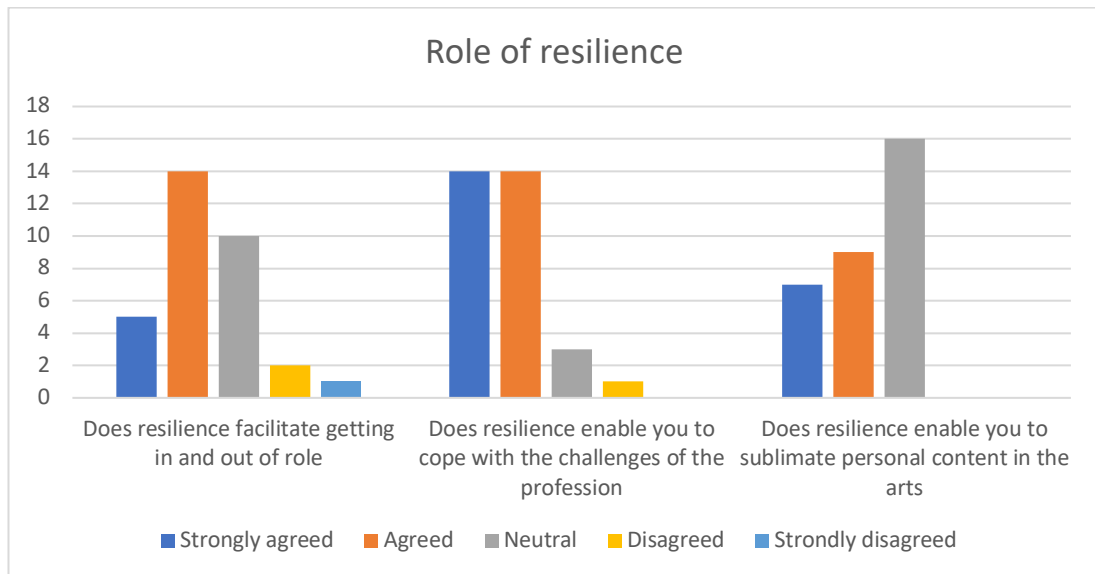 Role of resilience
18
16
14
12
10
8
6
4
2
0
Does resilience facilitate getting
in and out of role
Does resilience enable you to
cope with the challenges of the
profession
Does resilience enable you to
sublimate personal content in the
arts
Strongly agreed
Agreed
Neutral
Disagreed
Strondly disagreed